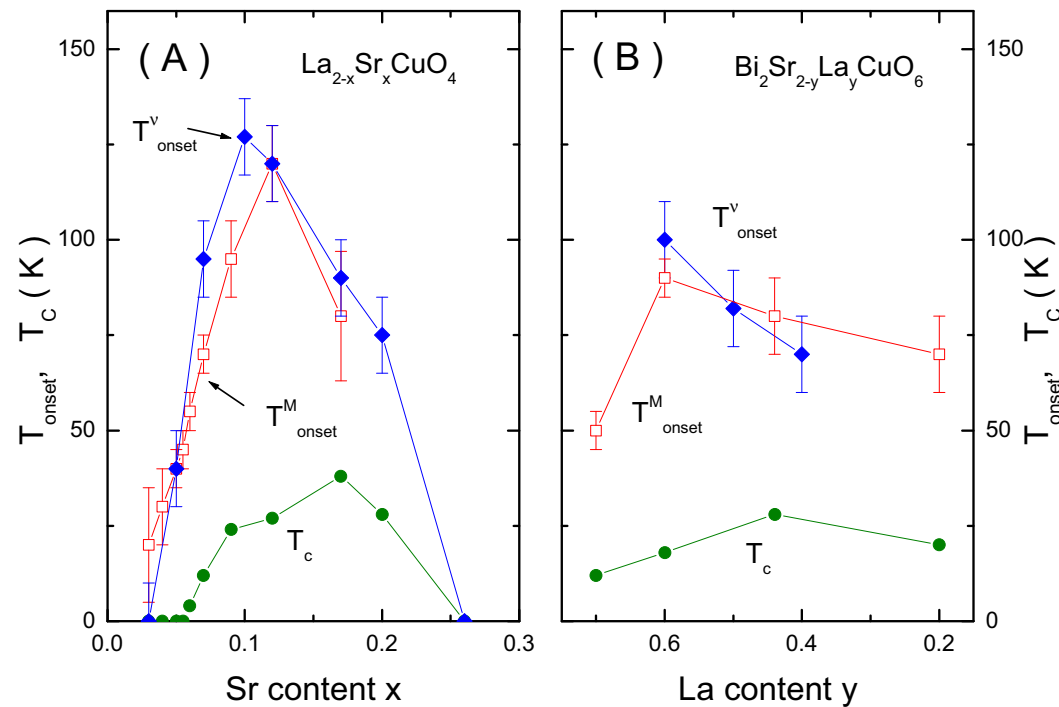 ( A )
La2-xSrxCuO4
Tνonset
TMonset
Tc
150
100
50
0
0.0
0.1
0.2
0.3
Sr content x
Tonset, TC ( K )
( B )
Bi2Sr2-yLayCuO6
Tνonset
TMonset
Tc
0.6
0.4
0.2
La content y
150
100
50
0
Tonset, TC ( K )